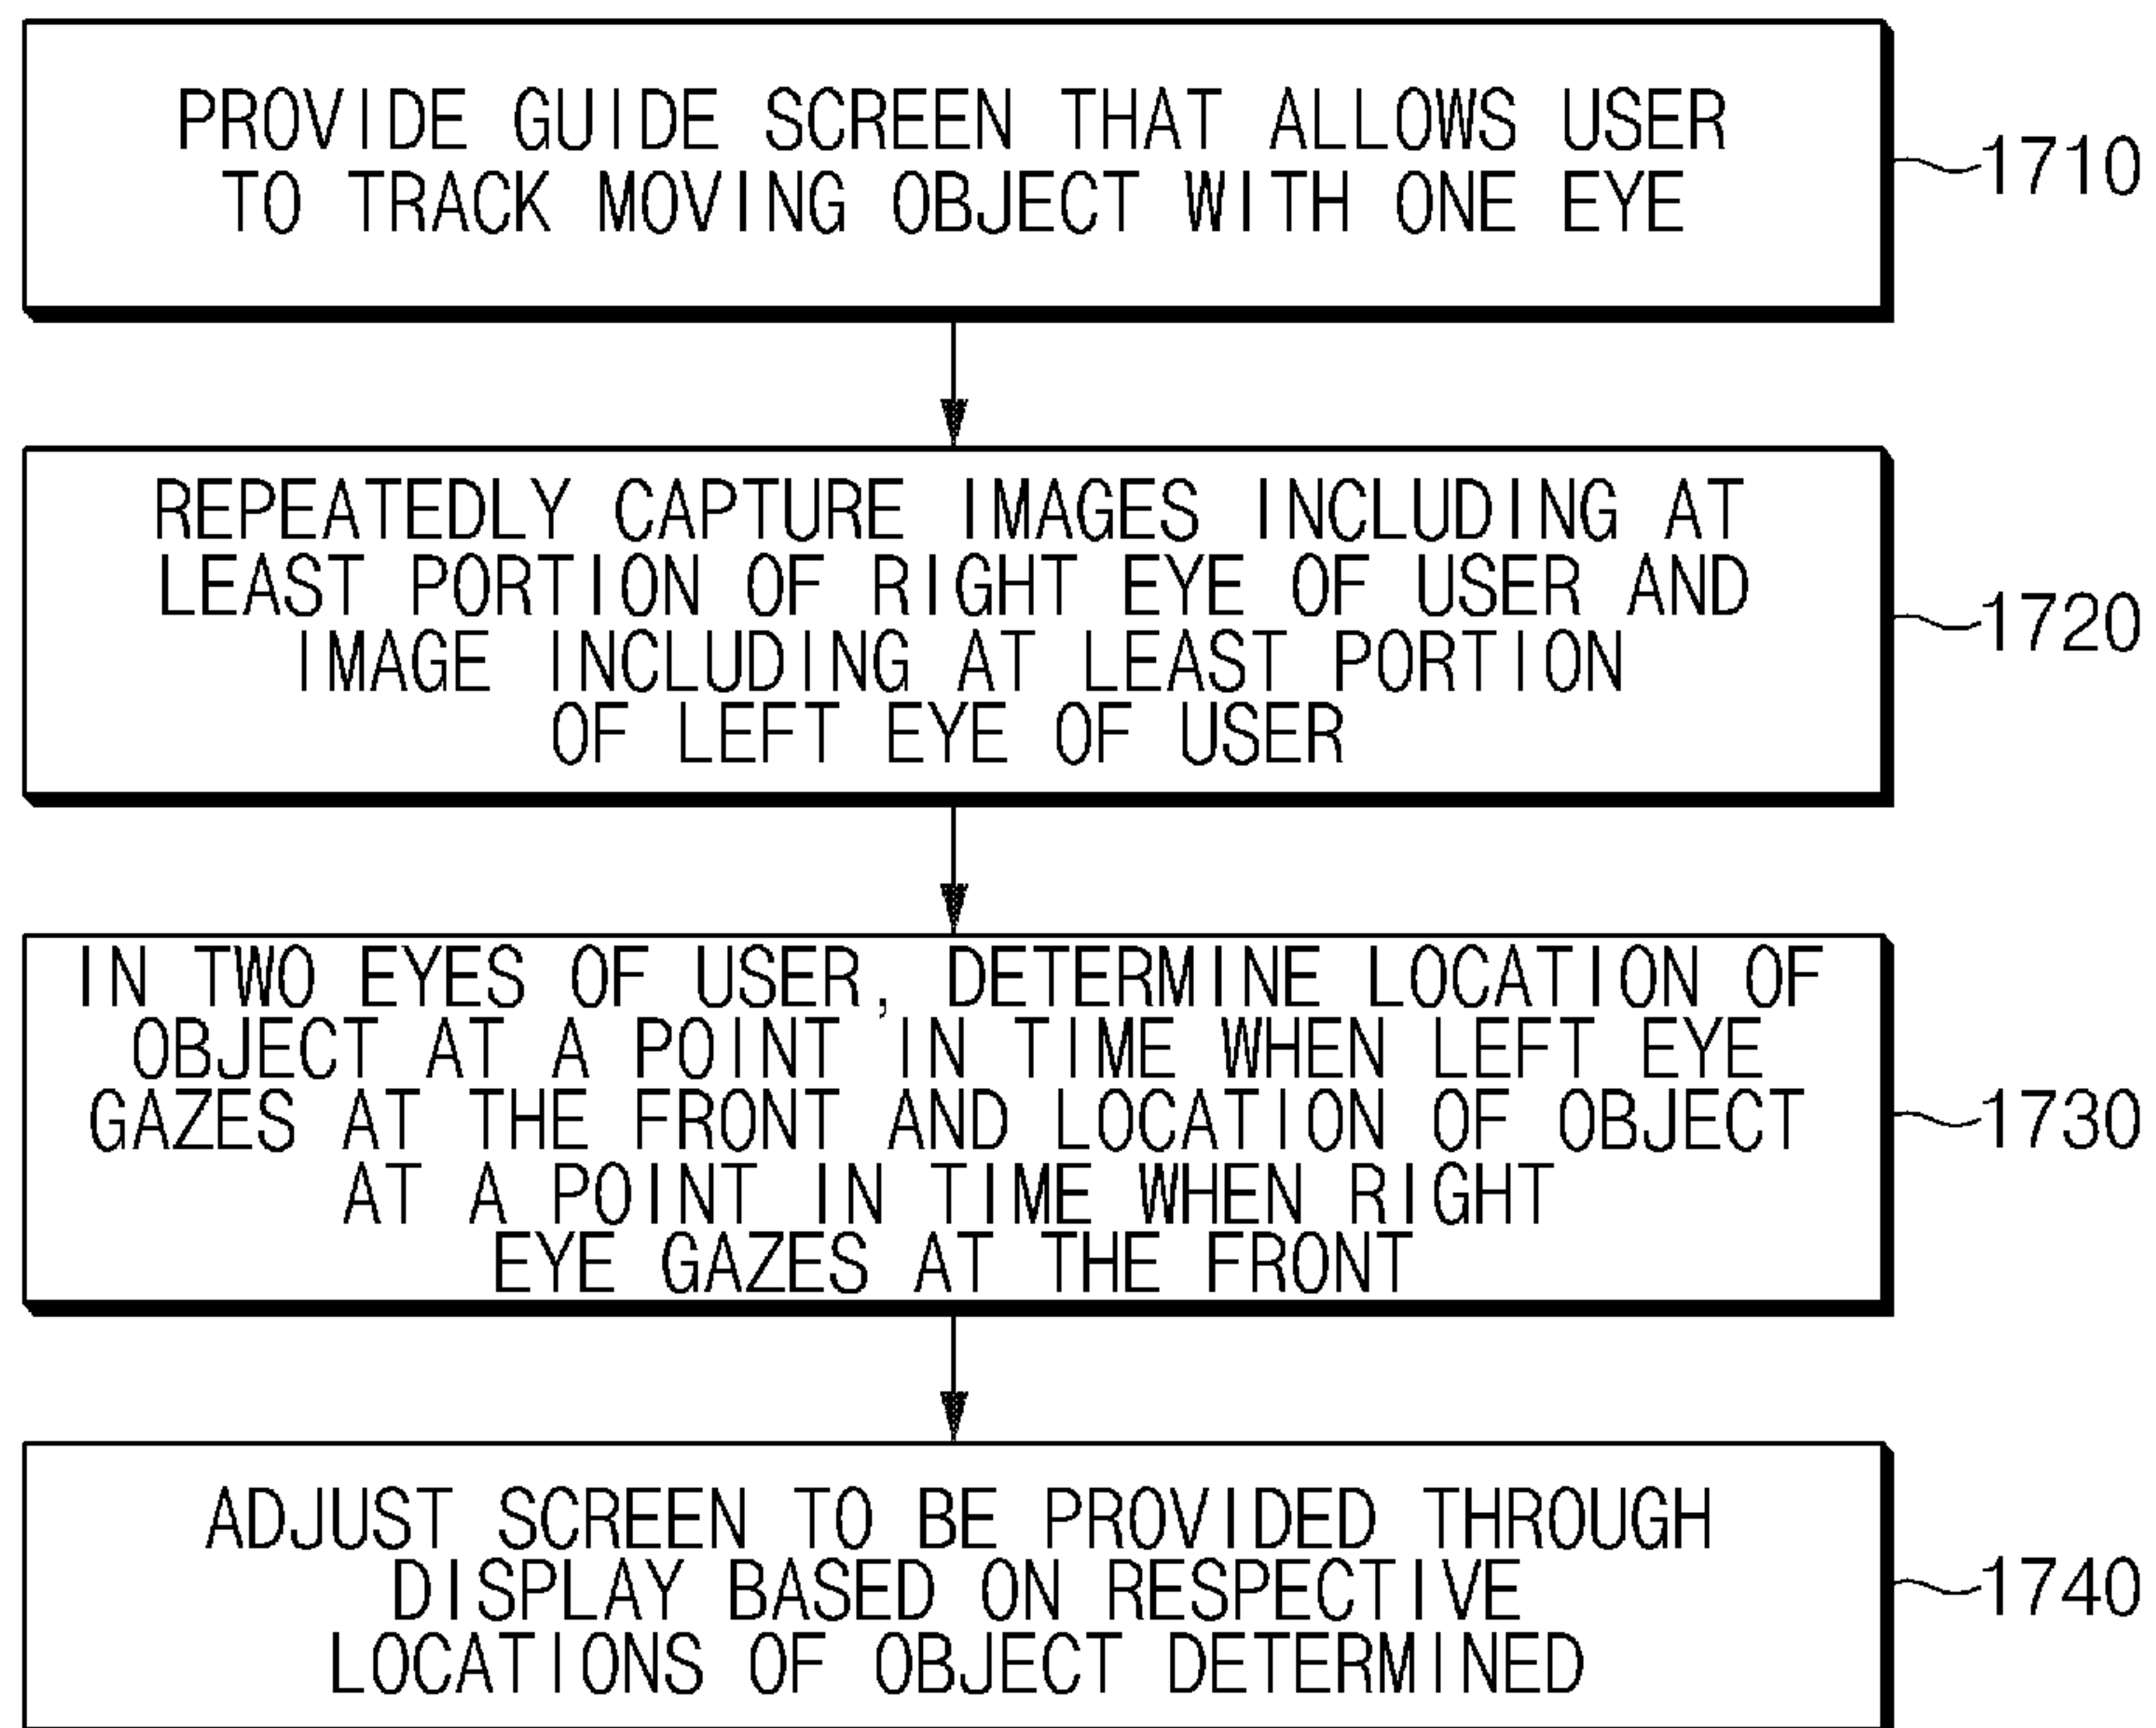 PROVIDE GUIDE SCREEN THAT ALLOWS USER
TO TRACK MOVING OBJECT WITH ONE EYE
1710
REPEATEDLY CAPTURE IMAGES INCLUDING AT
LEAST PORTION OF RIGHT EYE OF USER AND
IMAGE INCLUDING AT LEAST PORTION
OF LEFT EYE OF USER
1720
IN TWO EYES OF USER, DETERMINE LOCATION OF
OBJECT AT A POINT IN TIME WHEN LEFT EYE
GAZES AT THE FRONT AND LOCATION OF OBJECT
AT A POINT IN TIME WHEN RIGHT
EYE GAZES AT THE FRONT
1730
ADJUST SCREEN TO BE PROVIDED THROUGH
DISPLAY BASED ON RESPECTIVE
LOCATIONS OF OBJECT DETERMINED
1740